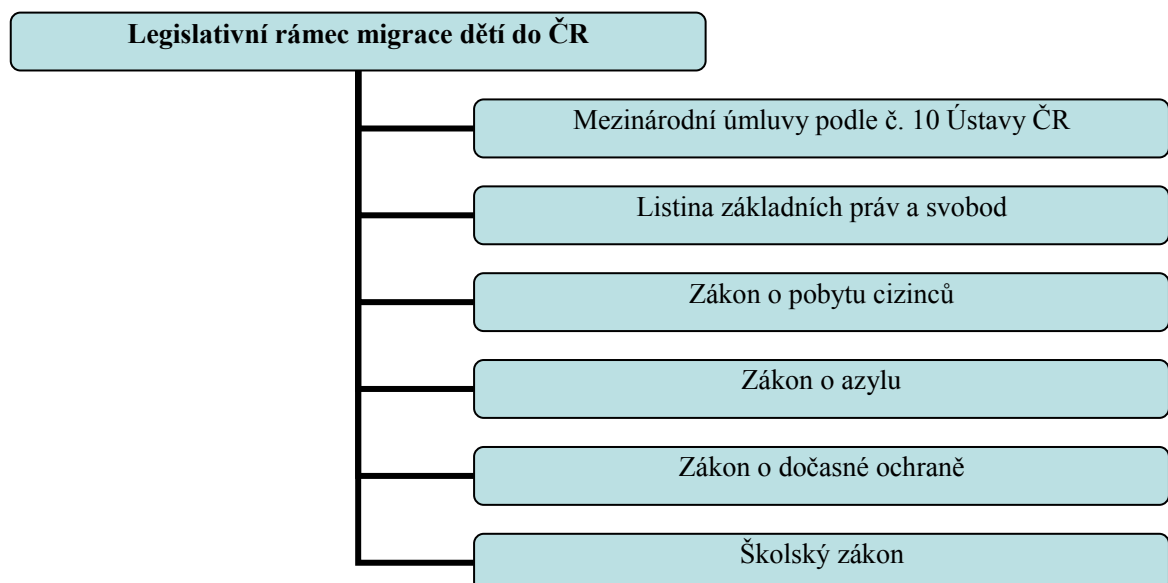 Legislativní rámec migrace dětí do ČR
Mezinárodní úmluvy podle č. 10 Ústavy ČR
Listina základních práv a svobod
Zákon o pobytu cizinců
Zákon o azylu
Zákon o dočasné ochraně
Školský zákon